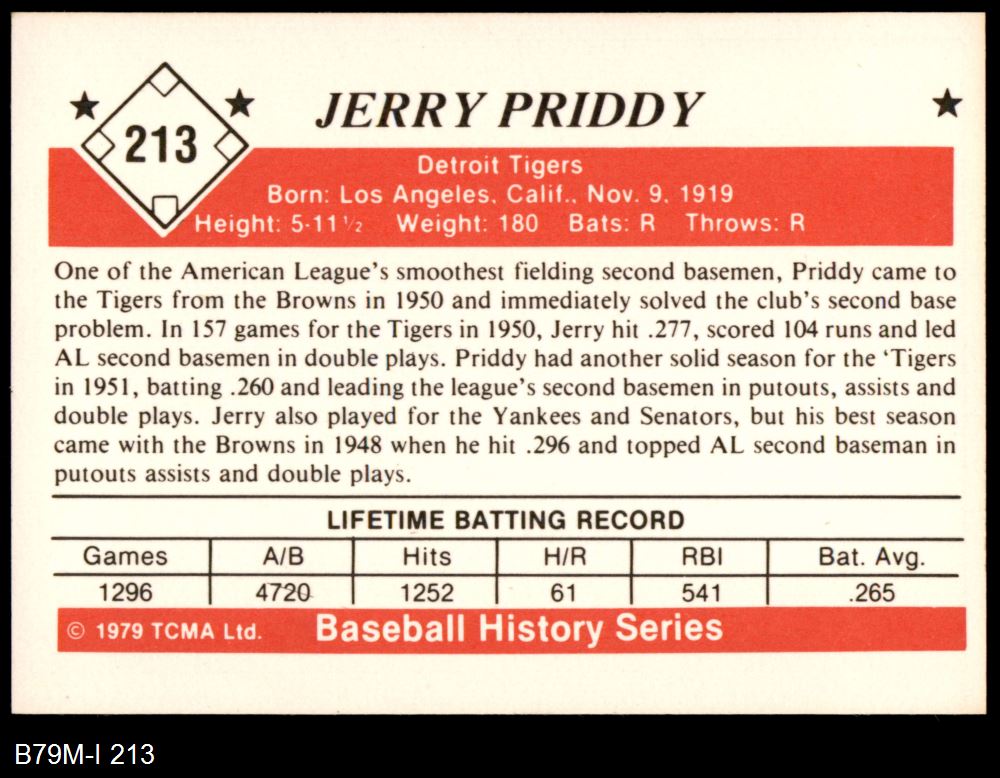 213
JERRY PRIDDY
Detroit Tigers
Born: Los Angeles, Calif., Nov. 9, 1919
Height: 5-11 1/2 Weight: 180 Bats: R Throws: R
One of the American League's smoothest fielding second basemen, Priddy came to
the Tigers from the Browns in 1950 and immediately solved the club's second base
problem. In 157 games for the Tigers in 1950, Jerry hit .277, scored 104 runs and led
AL second basemen in double plays. Priddy had another solid season for the ‘Tigers
in 1951, batting .260 and leading the league's second basemen in putouts, assists and
double plays. Jerry also played for the Yankees and Senators, but his best season
came with the Browns in 1948 when he hit .296 and topped AL second baseman in
putouts assists and double plays.
LIFETIME BATTING RECORD
Games A/B Hits H/R RBI Bat. Avg.
1296 4720 1252 61 541 .265
© 1979 TCMA Ltd. Baseball History Series
B79M-I 213